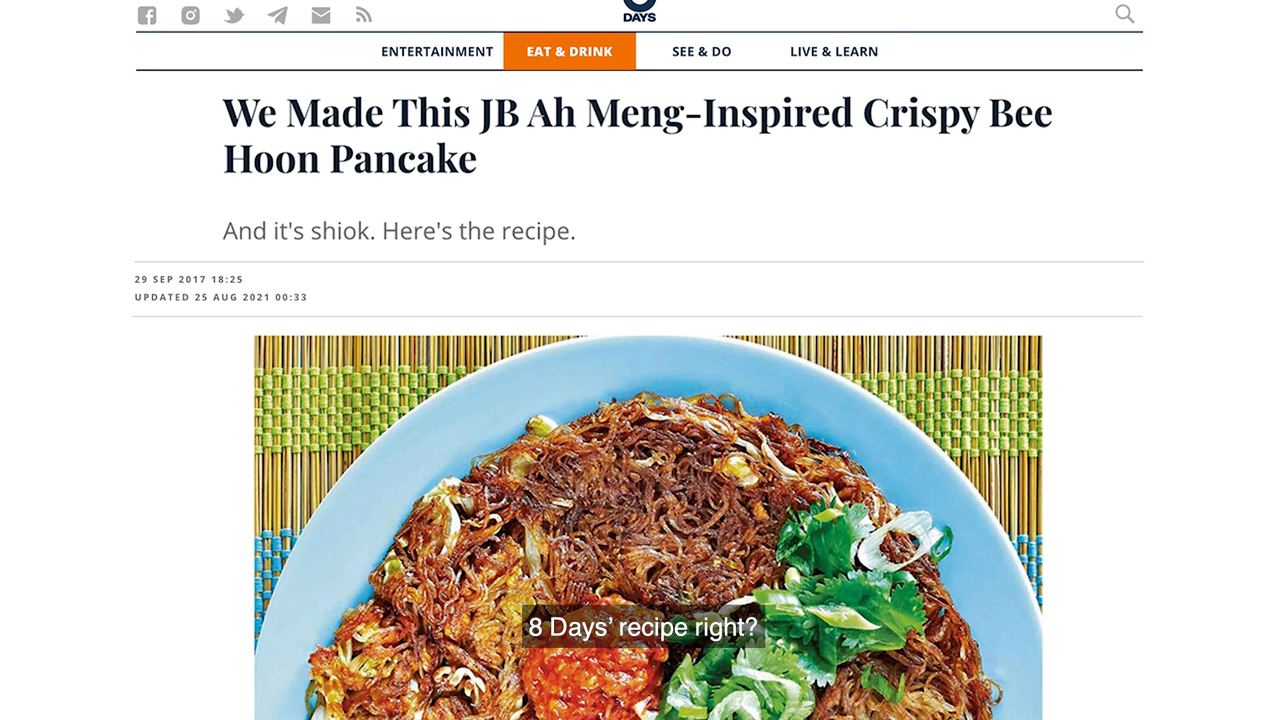 DAYS
ENTERTAINMENT
EAT & DRINK
SEE & DO
LIVE & LEARN
We Made This JB Ah Meng-Inspired Crispy Bee
Hoon Pancake
And it's shiok. Here's the recipe.
29 SEP 2017 18:25
UPDATED 25 AUG 2021 00:33
8 Days’ recipe right?